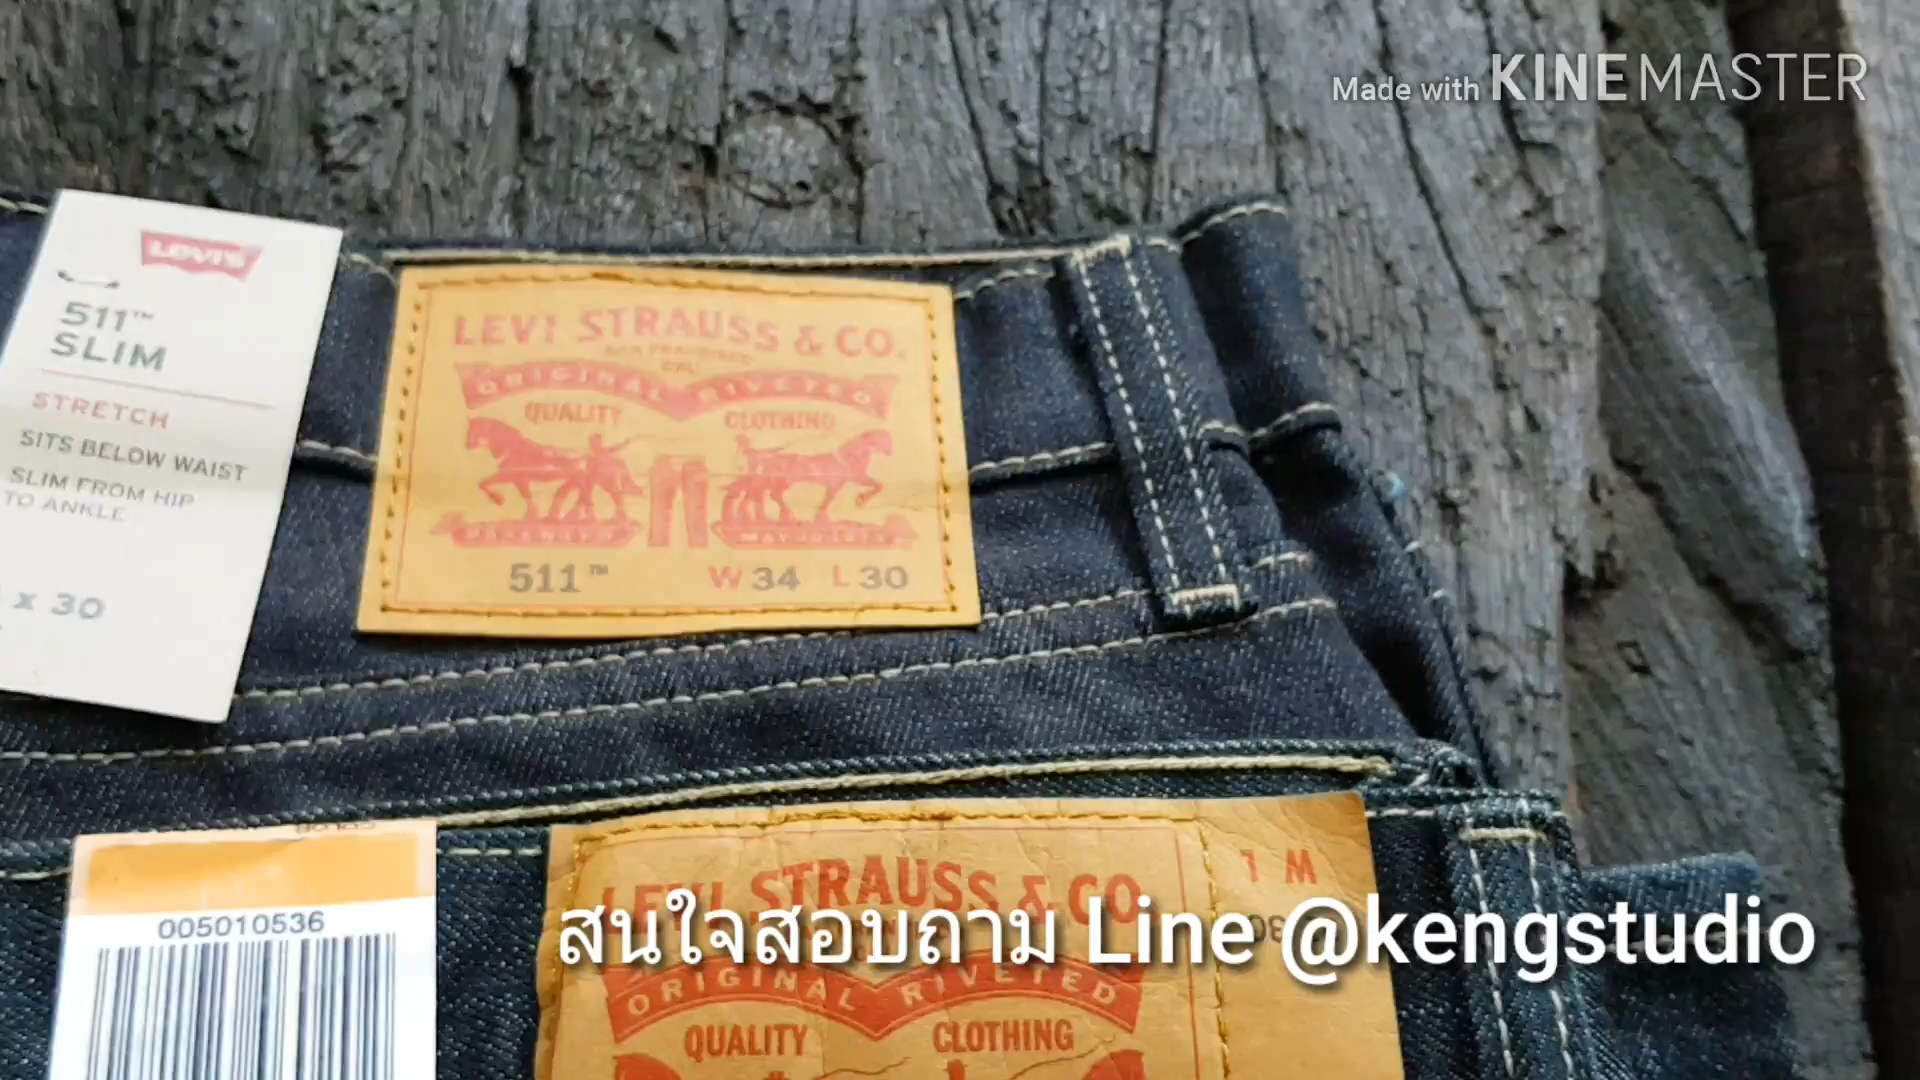 Made with KINEMASTER
LEVI'S
511™
SLIM
STRETCH
SITS BELOW WAIST
SLIM FROM HIP
TO ANKLE
x 30
LEVI STRAUSS & CO.
ORIGINAL RIVETED
QUALITY CLOTHING
511™ W 34 L 30
005010536
LEVI STRAUSS & CO.
สนใจสอบถาม Line @kengstudio
ORIGINAL RIVETED
QUALITY CLOTHING